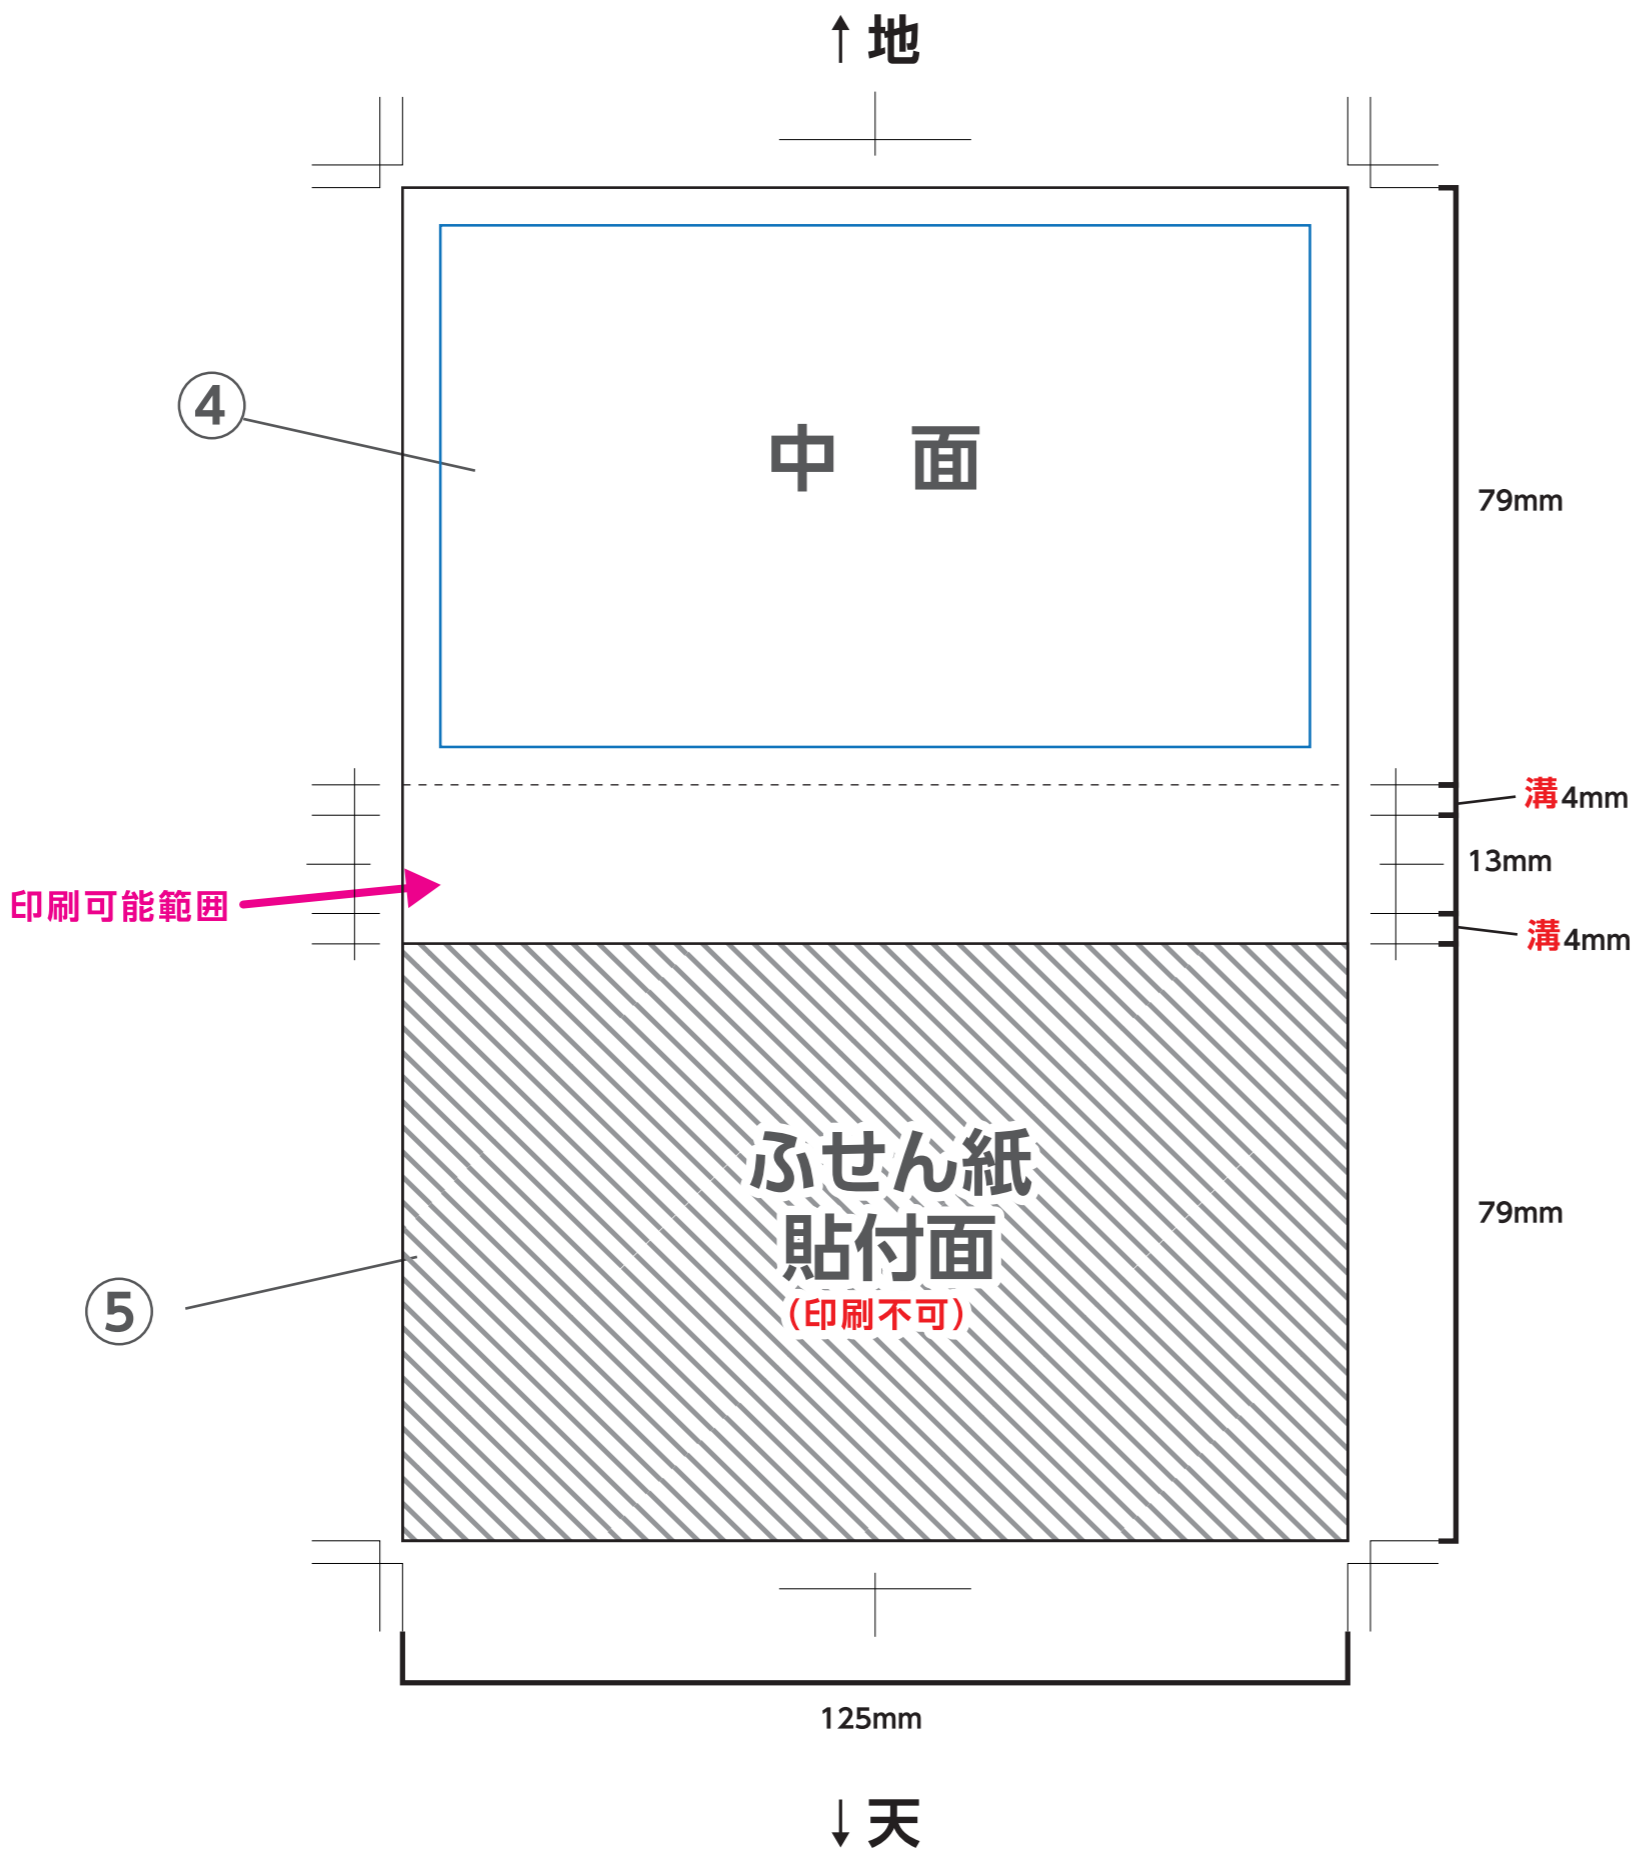 ↑地
④
中 面
79mm
溝4mm
13mm
印刷可能範囲
溝4mm
ふせん紙
貼付面
(印刷不可)
79mm
⑤
125mm
↓天